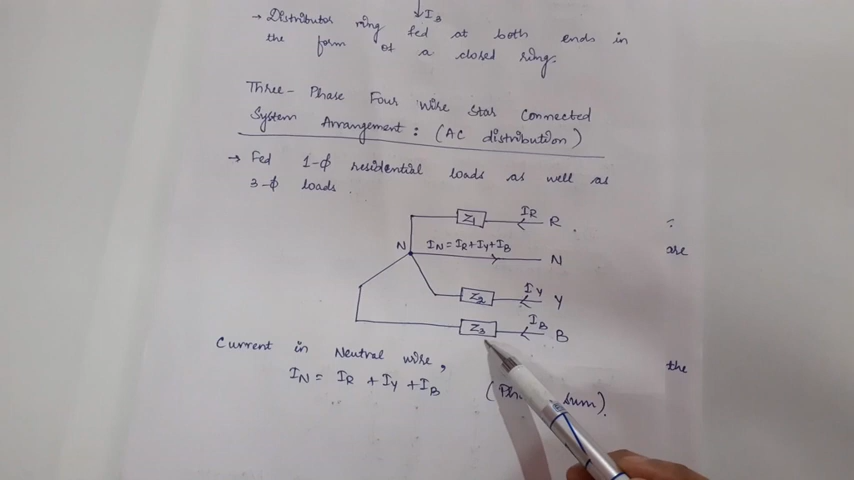 ↓I3
→ Distributor ring fed at both ends in
the form of a closed ring.
Three-Phase Four wire Star Connected
System Arrangement: (AC distribution)
→ Fed 1-ϕ residential loads as well as
3-ϕ loads.
Z1 IR R
:
are
N IN = IR+IY+IB N
Z2 IY Y
Z3 IB B
Current in Neutral wire,
the
IN = IR + IY + IB ( sum).